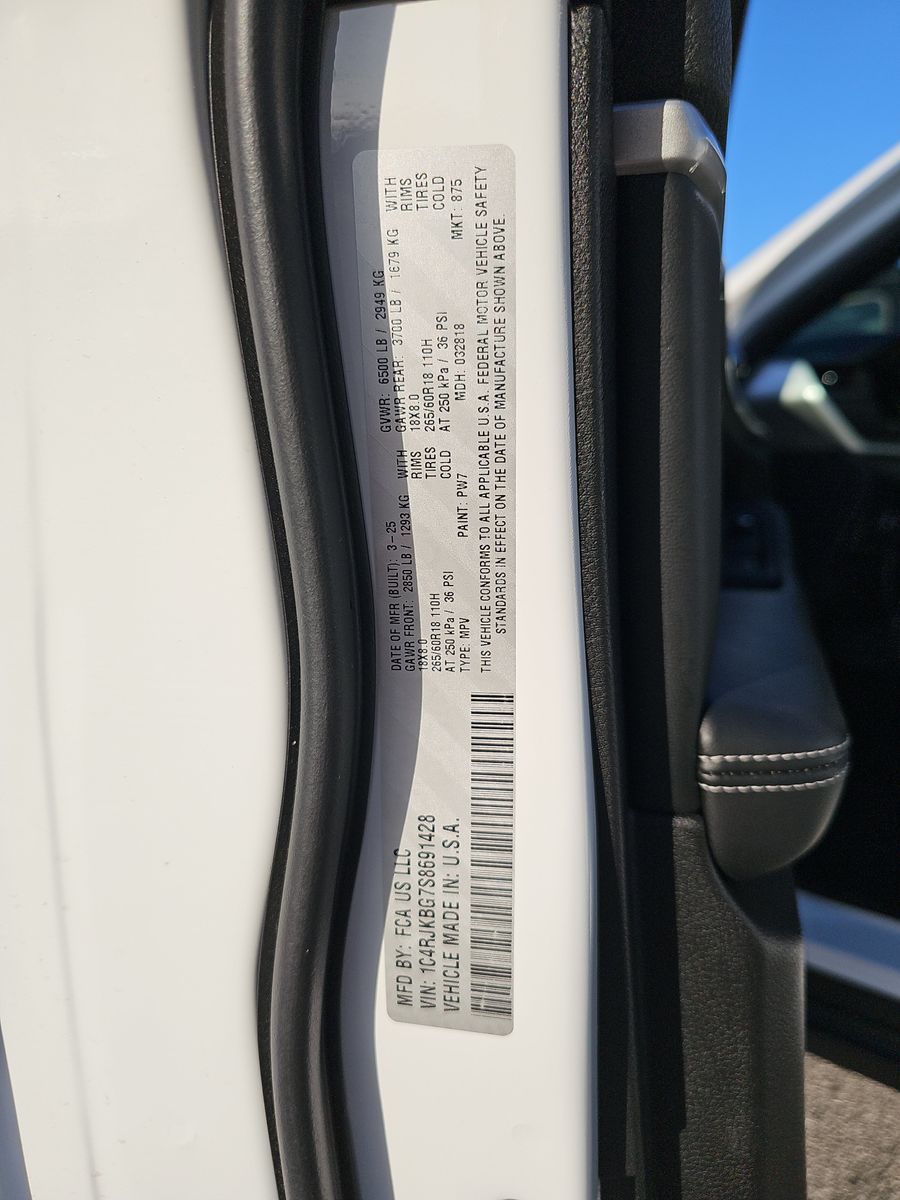 MFD BY: FCA US LLC
VIN: 1C4RJKBG7S8691428
VEHICLE MADE IN: U.S.A.
DATE OF MFR (BUILT): 3-25 GVWR: 6500 LB / 2949 KG
GAWR FRONT: 2850 LB / 1293 KG WITH GAWR REAR: 3700 LB / 1679 KG WITH
18X8.0 RIMS 18X8.0 RIMS
265/60R18 110H TIRES 265/60R18 110H TIRES
AT 250 kPa / 36 PSI COLD AT 250 kPa / 36 PSI COLD
TYPE: MPV PAINT: PW7 MDH: 032818 MKT: 875
THIS VEHICLE CONFORMS TO ALL APPLICABLE U.S.A. FEDERAL MOTOR VEHICLE SAFETY
STANDARDS IN EFFECT ON THE DATE OF MANUFACTURE SHOWN ABOVE.